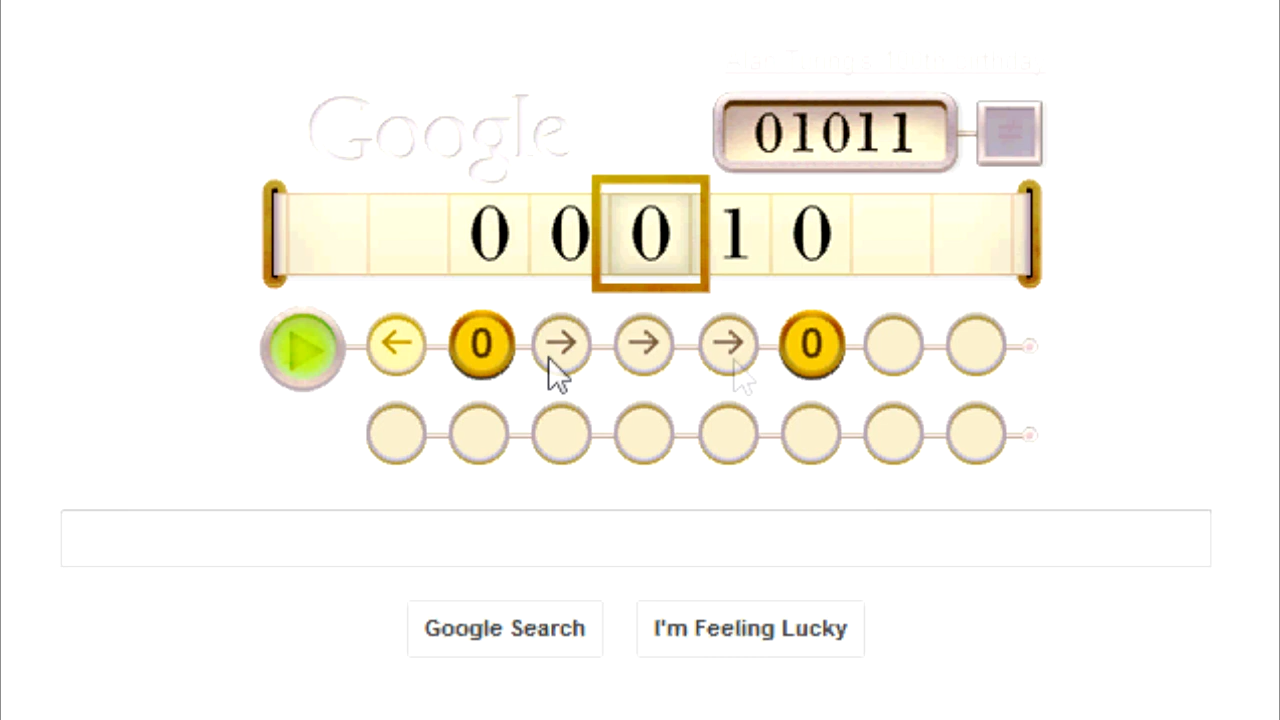 Google
01011
0 0 0 1 0
← 0 → → → 0
Google Search
I'm Feeling Lucky